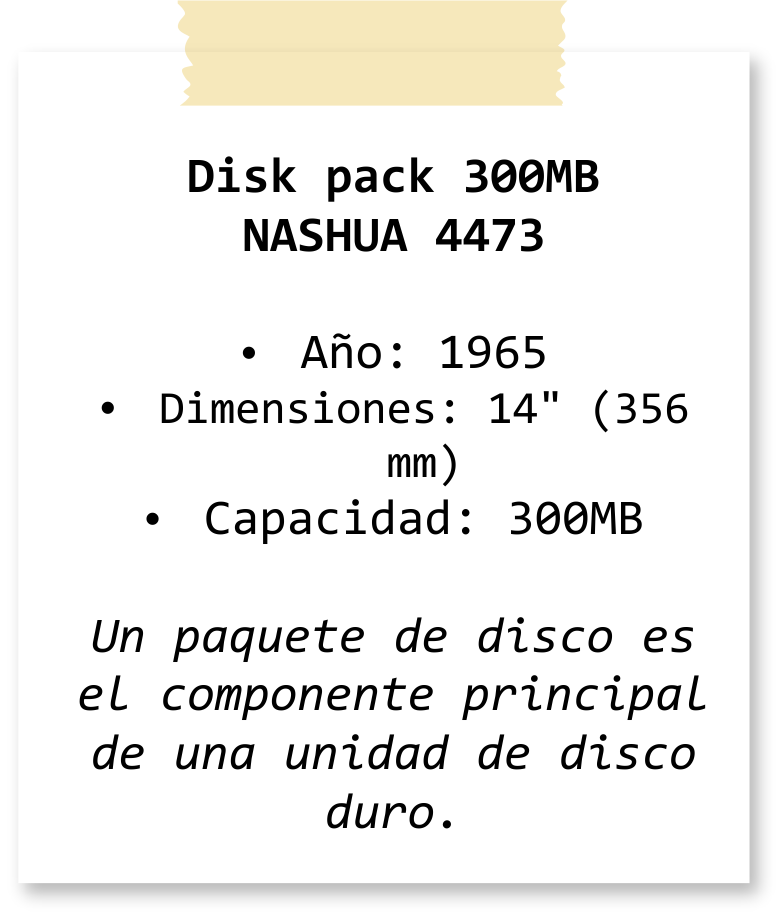 Disk pack 300MB
NASHUA 4473
• Año: 1965
• Dimensiones: 14" (356
mm)
• Capacidad: 300MB
Un paquete de disco es
el componente principal
de una unidad de disco
duro.